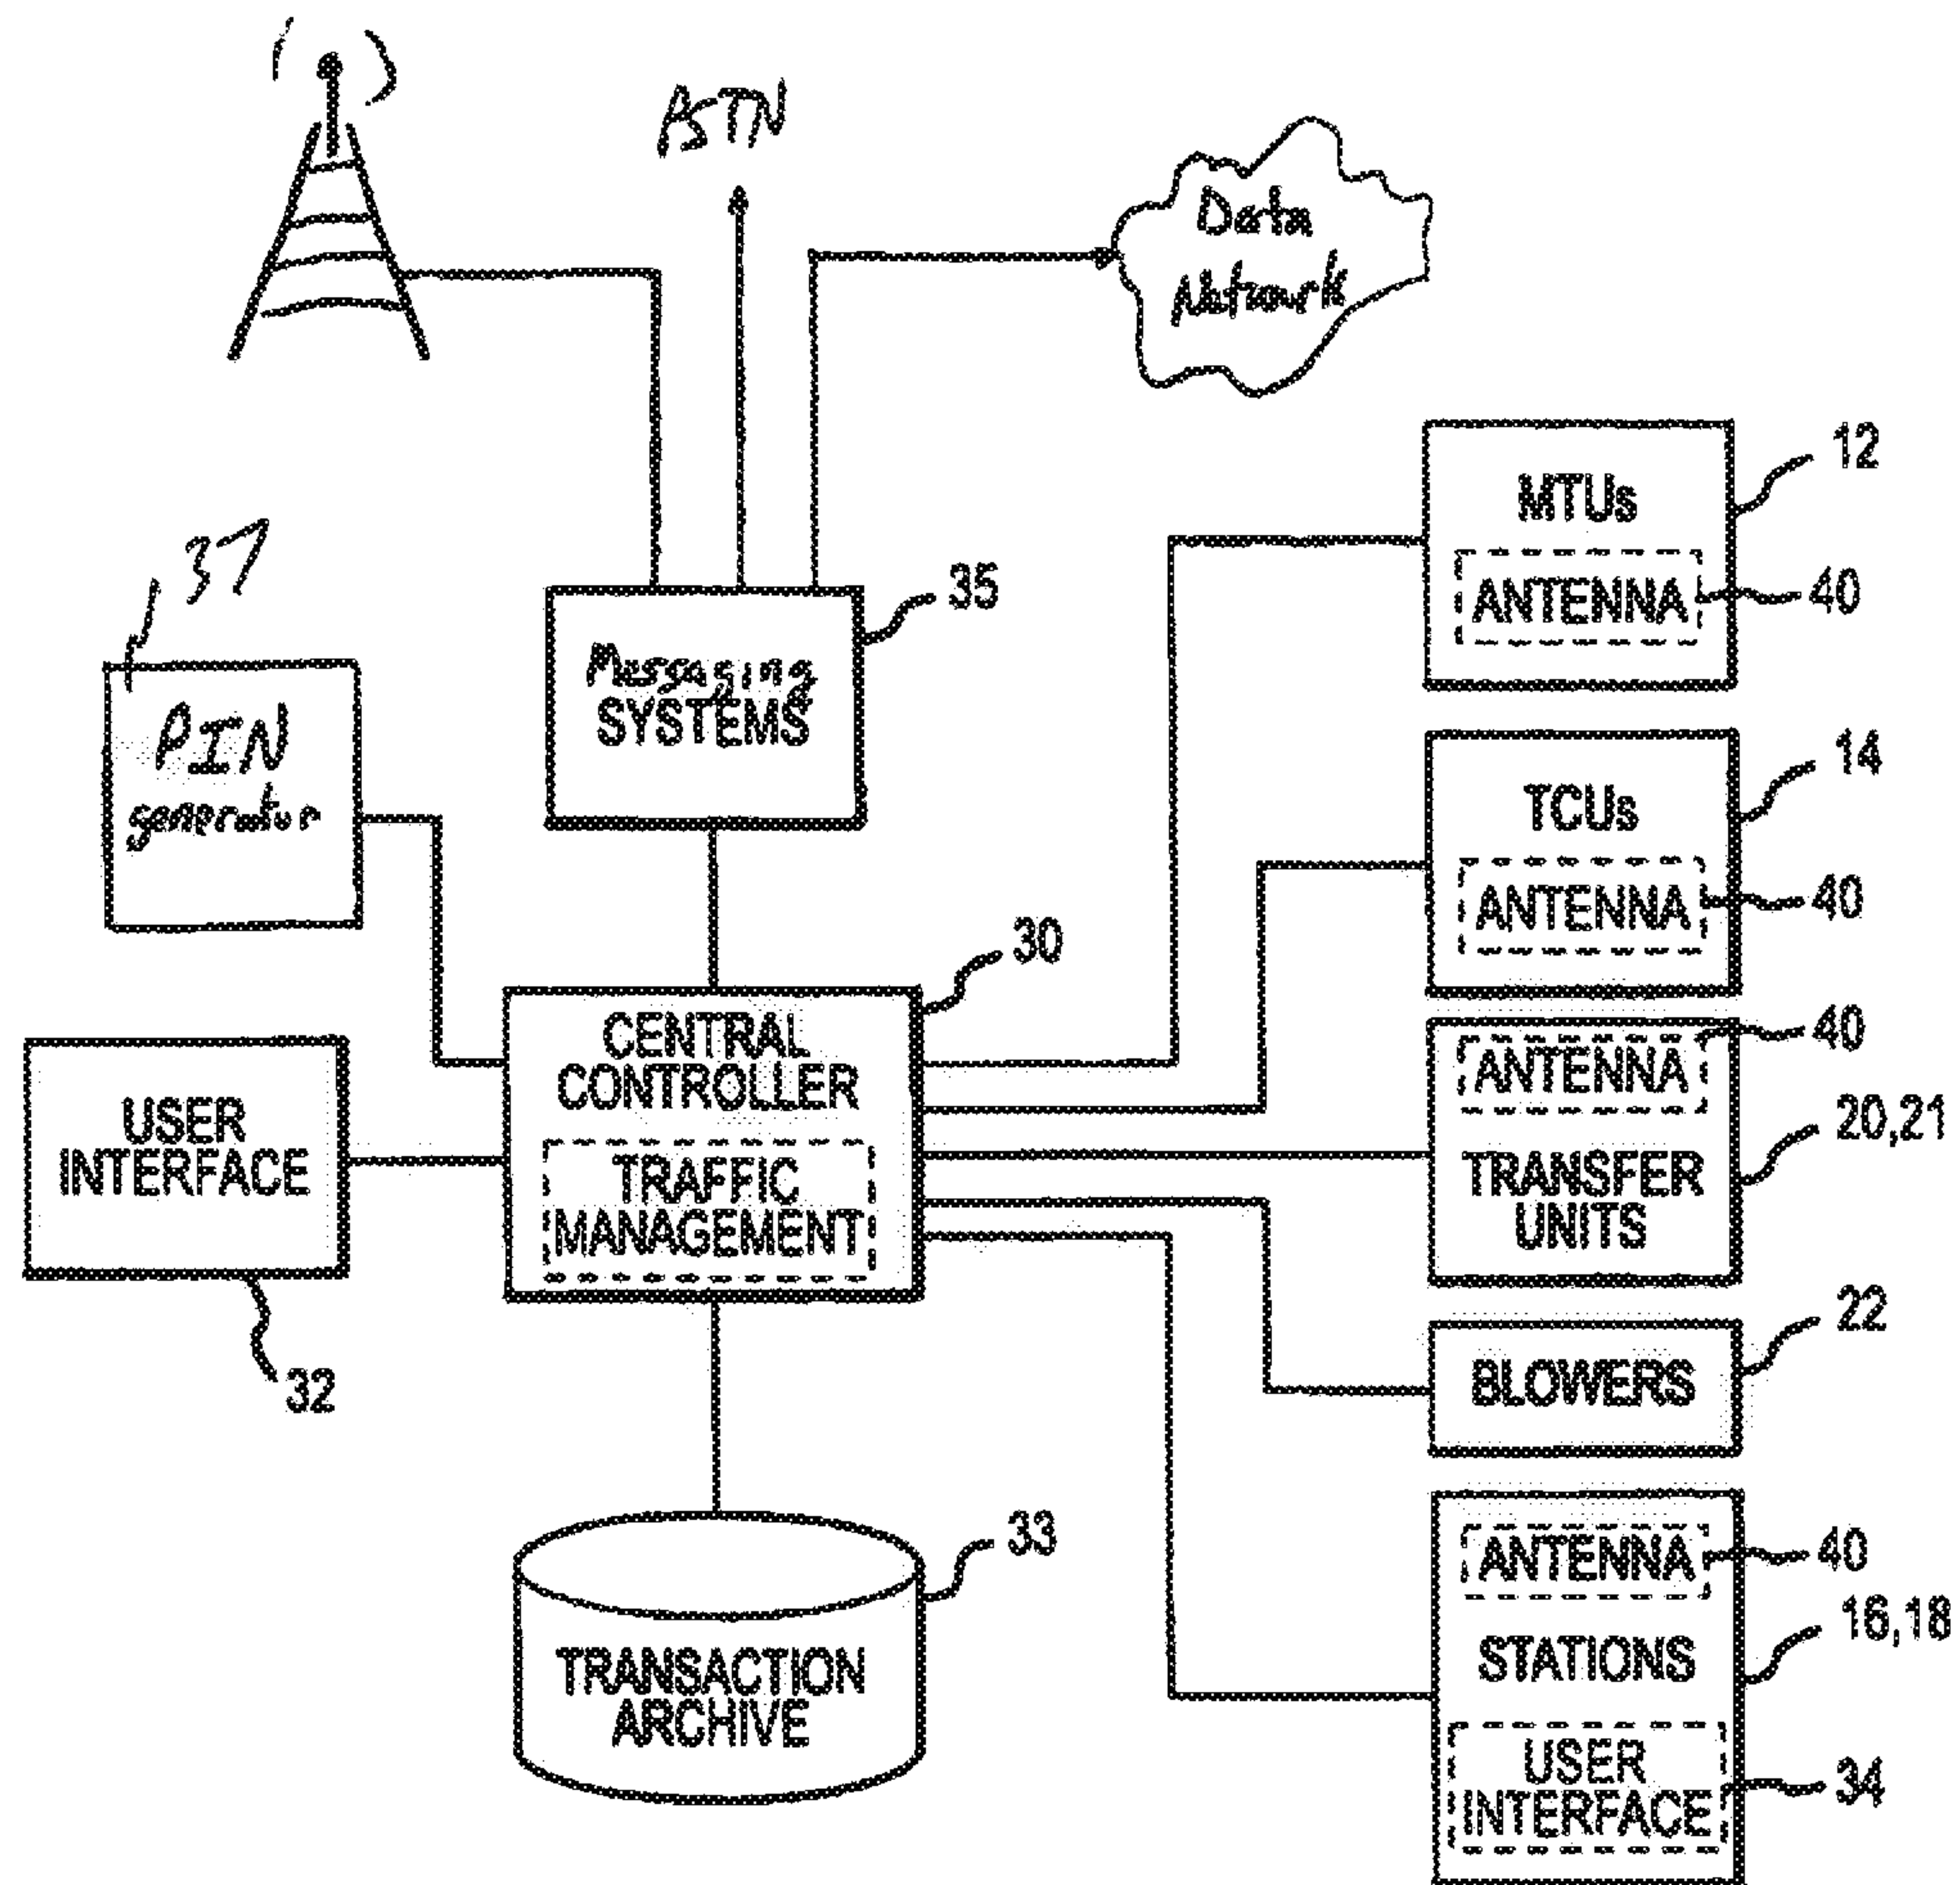 PSTN
Data
Network
12
MTUs
ANTENNA
40
37
35
Messaging
SYSTEMS
PIN
generator
14
TCUs
ANTENNA
40
30
CENTRAL
CONTROLLER
TRAFFIC
MANAGEMENT
40
ANTENNA
20,21
TRANSFER
UNITS
USER
INTERFACE
32
22
BLOWERS
33
TRANSACTION
ARCHIVE
ANTENNA
40
16,18
STATIONS
USER
INTERFACE
34